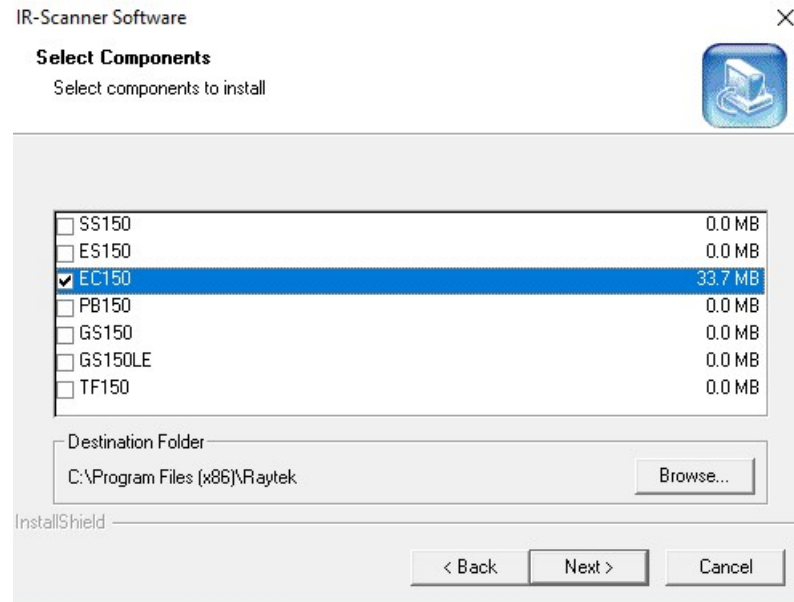 IR-Scanner Software
Select Components
Select components to install
SS150 0.0 MB
ES150 0.0 MB
EC150 33.7 MB
PB150 0.0 MB
GS150 0.0 MB
GS150LE 0.0 MB
TF150 0.0 MB
Destination Folder
C:\Program Files (x86)\Raytek
Browse...
InstallShield
< Back Next > Cancel